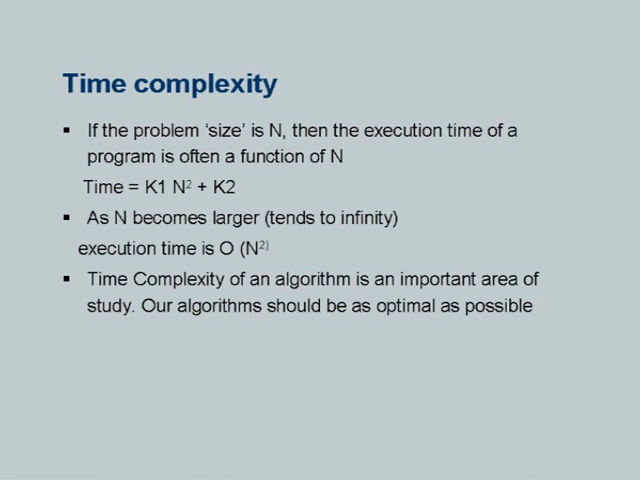 Time complexity
▪ If the problem ‘size’ is N, then the execution time of a
program is often a function of N
Time = K1 N² + K2
▪ As N becomes larger (tends to infinity)
execution time is O (N²⁾
▪ Time Complexity of an algorithm is an important area of
study. Our algorithms should be as optimal as possible